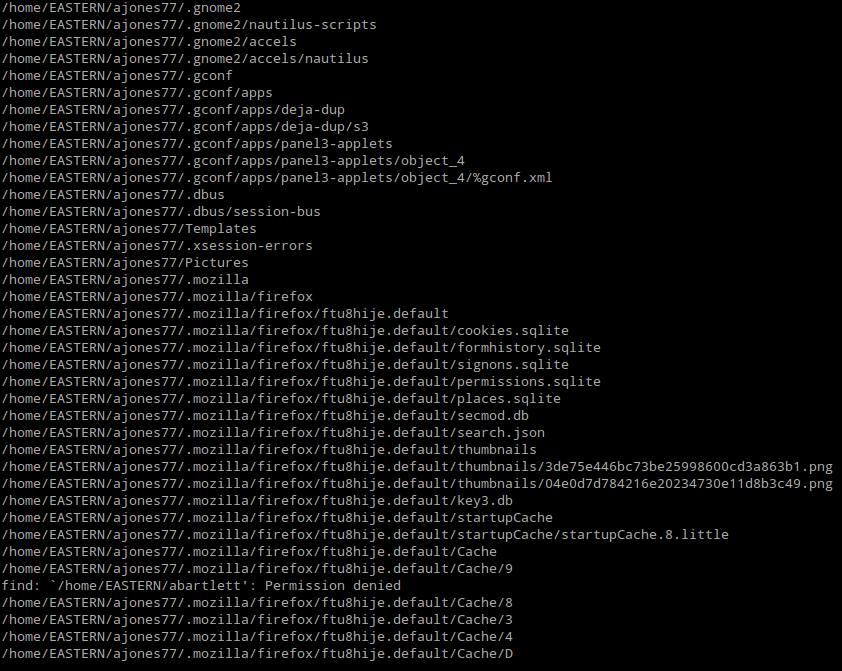 /home/EASTERN/ajones77/.gnome2
/home/EASTERN/ajones77/.gnome2/nautilus-scripts
/home/EASTERN/ajones77/.gnome2/accels
/home/EASTERN/ajones77/.gnome2/accels/nautilus
/home/EASTERN/ajones77/.gconf
/home/EASTERN/ajones77/.gconf/apps
/home/EASTERN/ajones77/.gconf/apps/deja-dup
/home/EASTERN/ajones77/.gconf/apps/deja-dup/s3
/home/EASTERN/ajones77/.gconf/apps/panel3-applets
/home/EASTERN/ajones77/.gconf/apps/panel3-applets/object_4
/home/EASTERN/ajones77/.gconf/apps/panel3-applets/object_4/%gconf.xml
/home/EASTERN/ajones77/.dbus
/home/EASTERN/ajones77/.dbus/session-bus
/home/EASTERN/ajones77/Templates
/home/EASTERN/ajones77/.xsession-errors
/home/EASTERN/ajones77/Pictures
/home/EASTERN/ajones77/.mozilla
/home/EASTERN/ajones77/.mozilla/firefox
/home/EASTERN/ajones77/.mozilla/firefox/ftu8hije.default
/home/EASTERN/ajones77/.mozilla/firefox/ftu8hije.default/cookies.sqlite
/home/EASTERN/ajones77/.mozilla/firefox/ftu8hije.default/formhistory.sqlite
/home/EASTERN/ajones77/.mozilla/firefox/ftu8hije.default/signons.sqlite
/home/EASTERN/ajones77/.mozilla/firefox/ftu8hije.default/permissions.sqlite
/home/EASTERN/ajones77/.mozilla/firefox/ftu8hije.default/places.sqlite
/home/EASTERN/ajones77/.mozilla/firefox/ftu8hije.default/secmod.db
/home/EASTERN/ajones77/.mozilla/firefox/ftu8hije.default/search.json
/home/EASTERN/ajones77/.mozilla/firefox/ftu8hije.default/thumbnails
/home/EASTERN/ajones77/.mozilla/firefox/ftu8hije.default/thumbnails/3de75e446bc73be25998600cd3a863b1.png
/home/EASTERN/ajones77/.mozilla/firefox/ftu8hije.default/thumbnails/04e0d7d784216e20234730e11d8b3c49.png
/home/EASTERN/ajones77/.mozilla/firefox/ftu8hije.default/key3.db
/home/EASTERN/ajones77/.mozilla/firefox/ftu8hije.default/startupCache
/home/EASTERN/ajones77/.mozilla/firefox/ftu8hije.default/startupCache/startupCache.8.little
/home/EASTERN/ajones77/.mozilla/firefox/ftu8hije.default/Cache
/home/EASTERN/ajones77/.mozilla/firefox/ftu8hije.default/Cache/9
find: `/home/EASTERN/abartlett': Permission denied
/home/EASTERN/ajones77/.mozilla/firefox/ftu8hije.default/Cache/8
/home/EASTERN/ajones77/.mozilla/firefox/ftu8hije.default/Cache/3
/home/EASTERN/ajones77/.mozilla/firefox/ftu8hije.default/Cache/4
/home/EASTERN/ajones77/.mozilla/firefox/ftu8hije.default/Cache/D